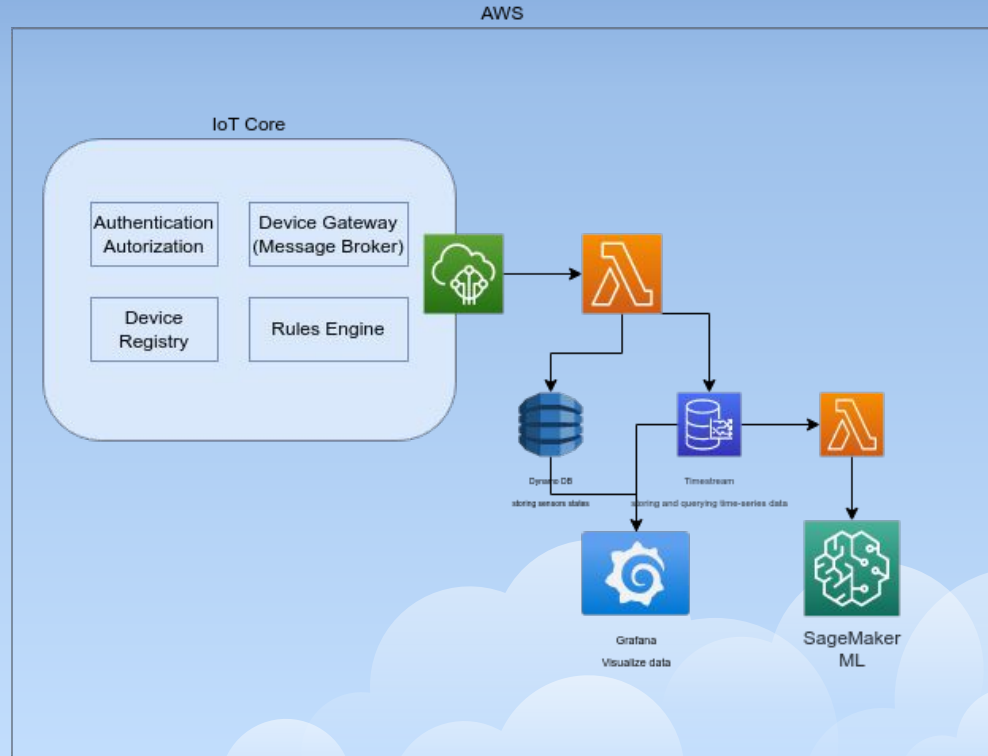 AWS
IoT Core
Authentication
Autorization
Device Gateway
(Message Broker)
Device
Registry
Rules Engine
Dynamo DB
storing sensors states
Timestream
storing and querying time-series data
Grafana
Visualize data
SageMaker
ML